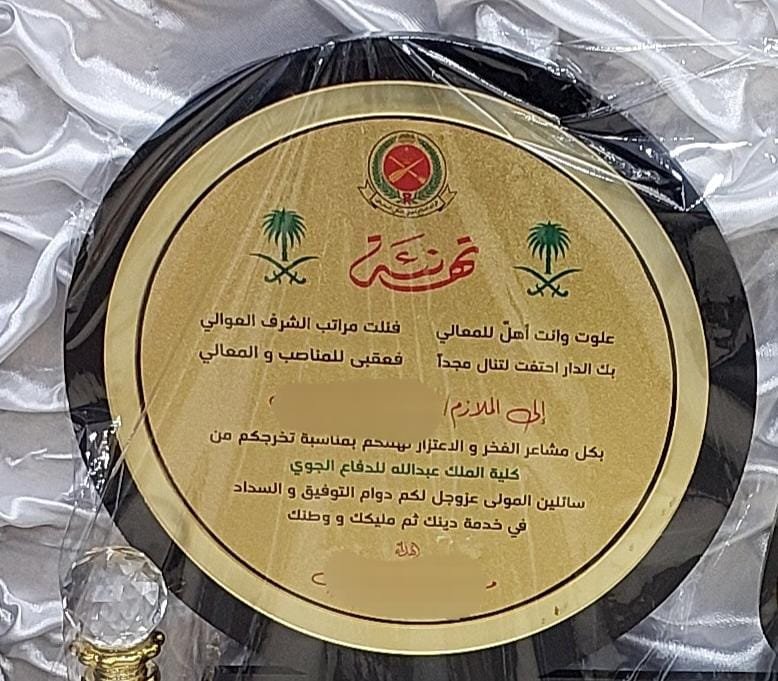 تهنئة
علوت وانت أهلٌ للمعالي فنلت مراتب الشرف العوالي
بك الدار احتفت لتنال مجداً فعقبى للمناصب و المعالي
إلى الملازم/
بكل مشاعر الفخر و الاعتزاز نهنئكم بمناسبة تخرجكم من
كلية الملك عبدالله للدفاع الجوي
سائلين المولى عزوجل لكم دوام التوفيق و السداد
في خدمة دينك ثم مليكك و وطنك